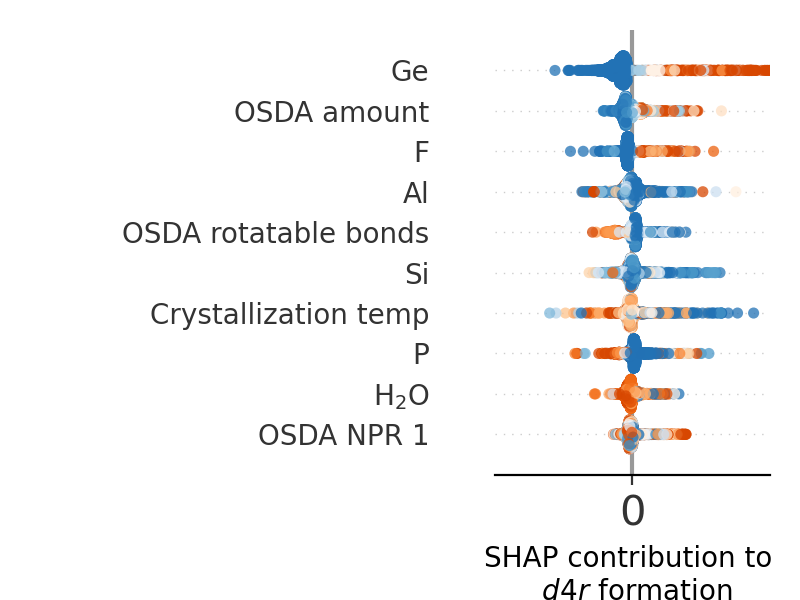 Ge
OSDA amount
F
Al
OSDA rotatable bonds
Si
Crystallization temp
P
H₂O
OSDA NPR 1
0
SHAP contribution to
d4r formation